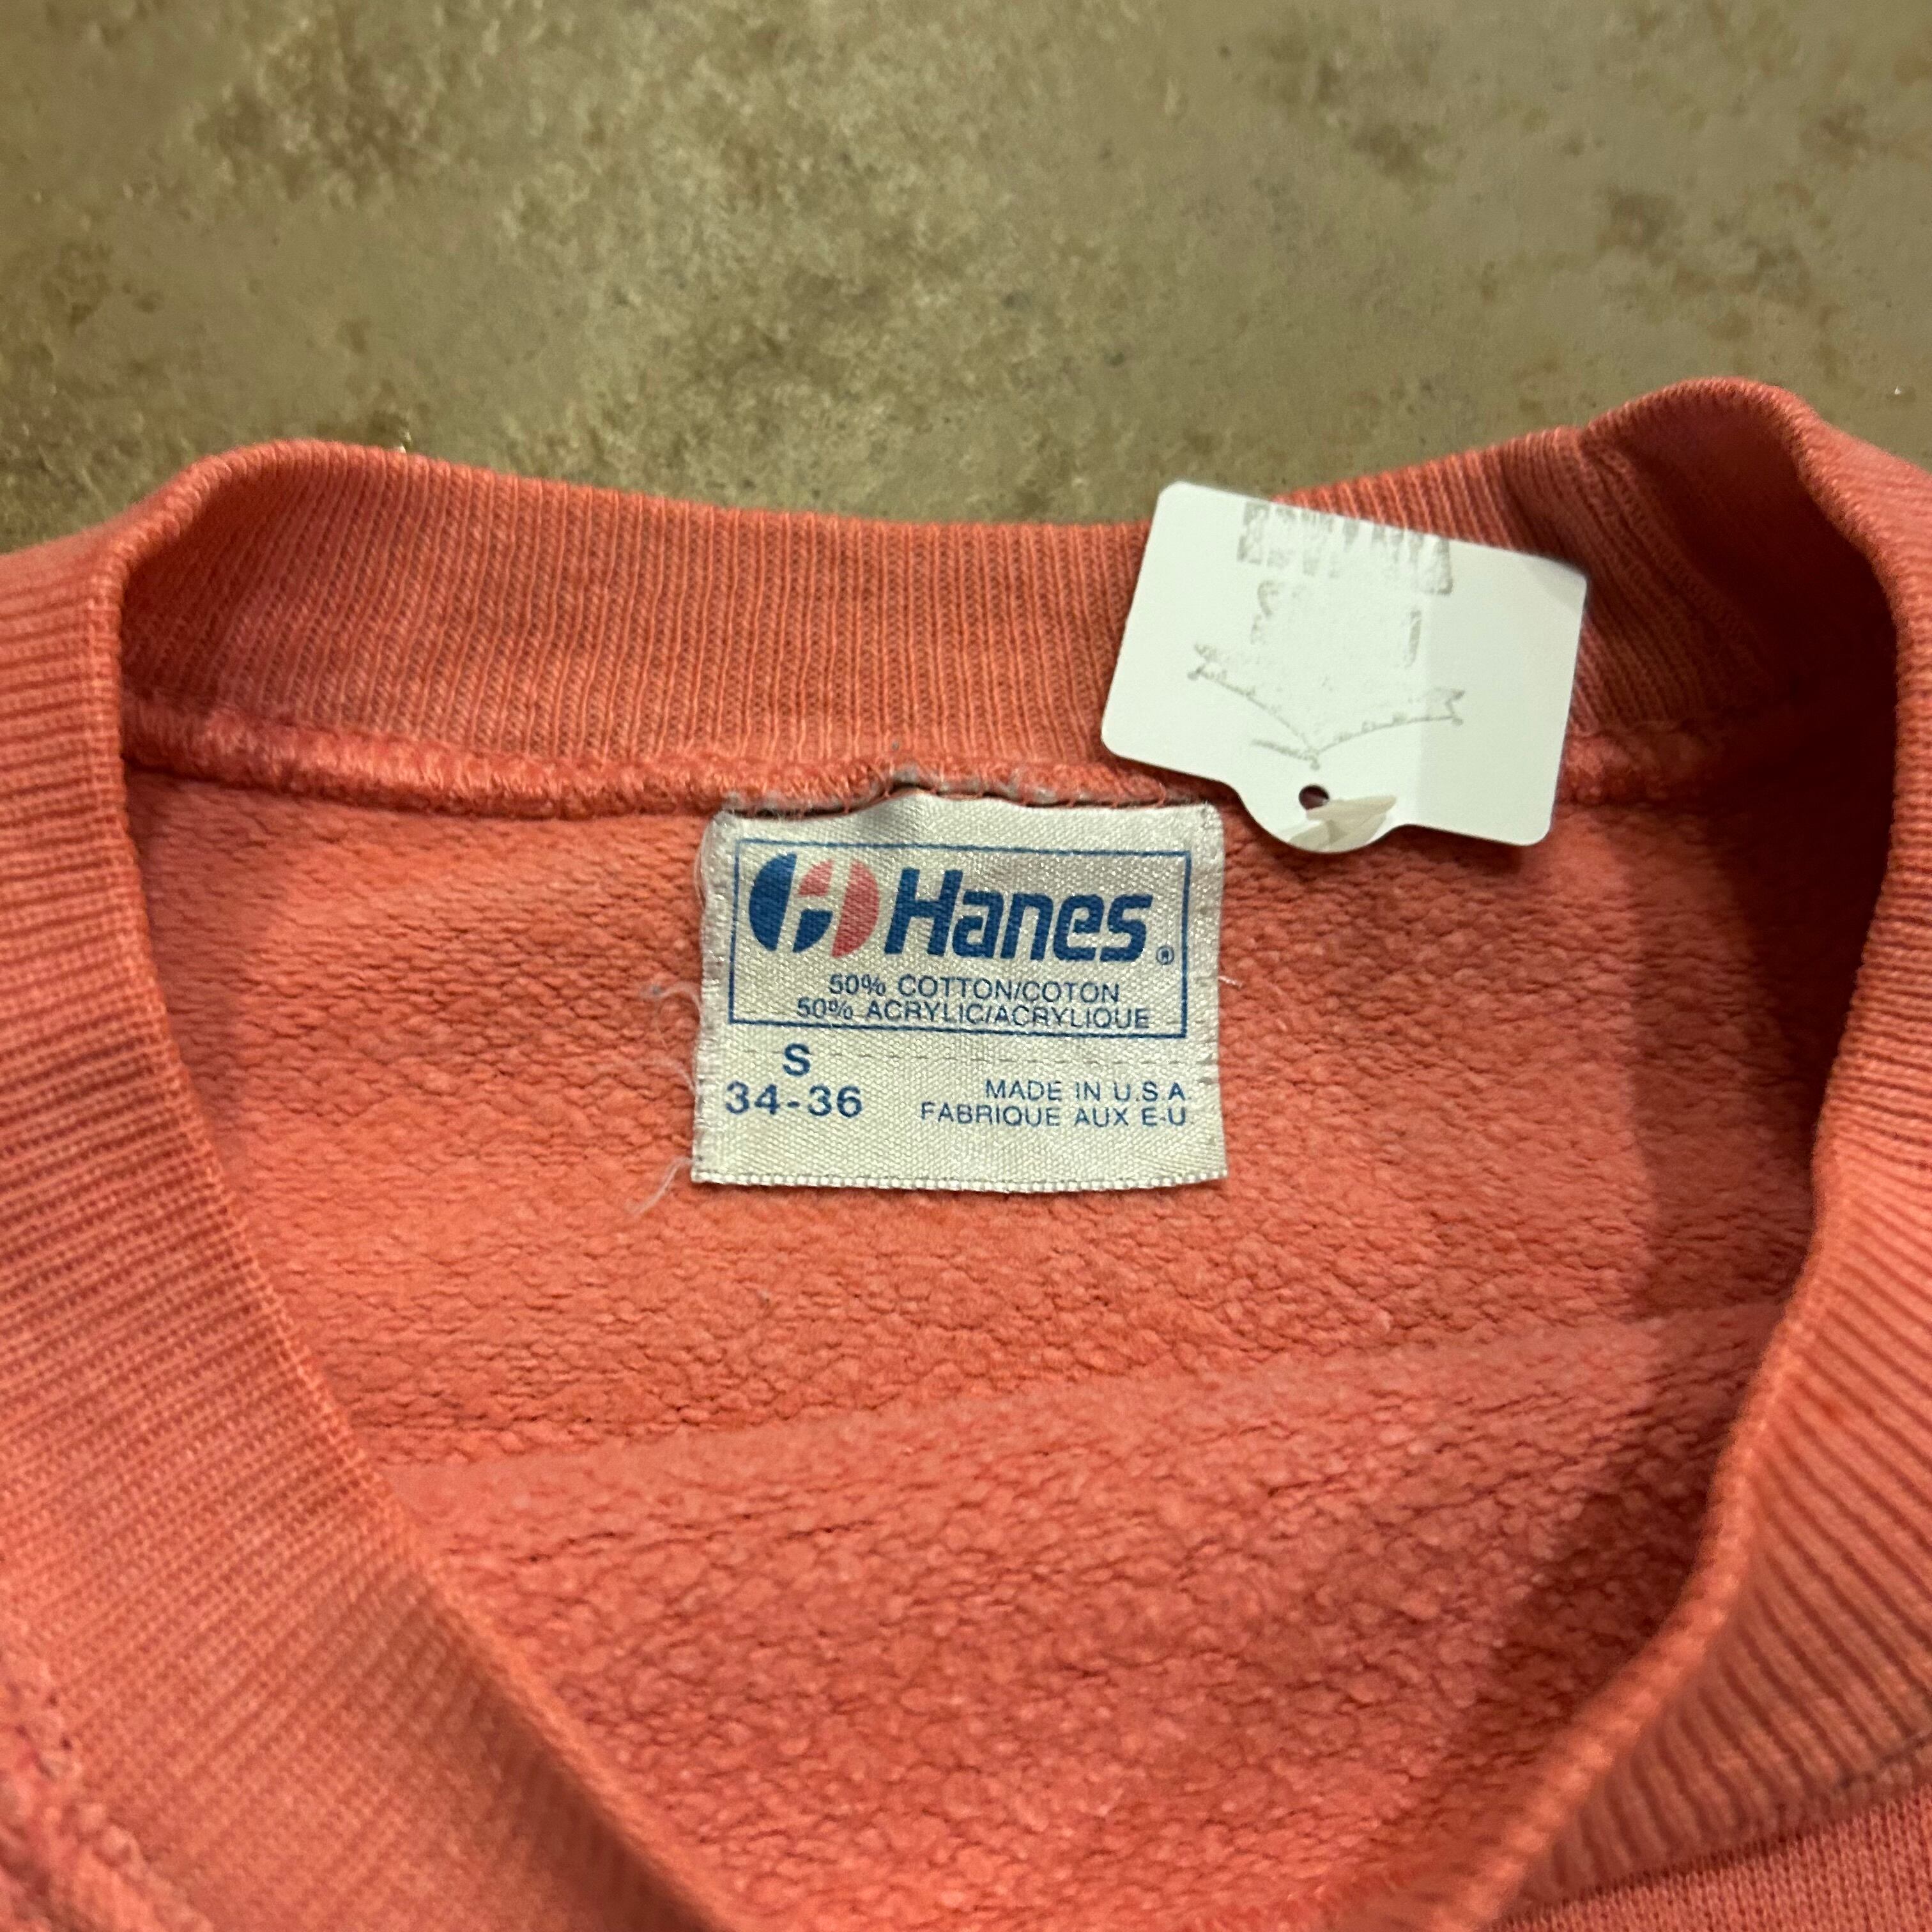 Hanes®
50% COTTON/COTON
50% ACRYLIC/ACRYLIQUE
S
34-36
MADE IN U.S.A.
FABRIQUE AUX E-U.